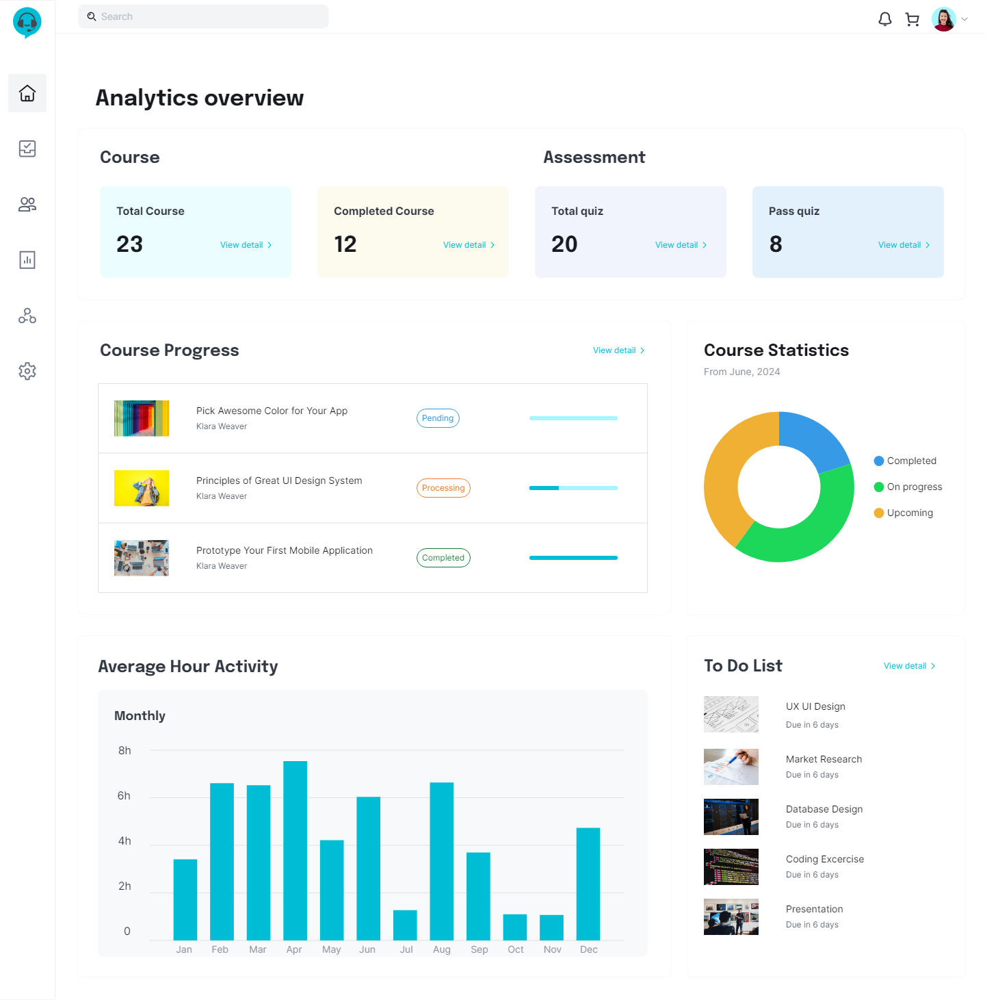 Search
Analytics overview
Course
Assessment
Total Course
23
View detail
Completed Course
12
View detail
Total quiz
20
View detail
Pass quiz
8
View detail
Course Progress
View detail
Pick Awesome Color for Your App
Klara Weaver
Pending
Principles of Great UI Design System
Klara Weaver
Processing
Prototype Your First Mobile Application
Klara Weaver
Completed
Course Statistics
From June, 2024
Completed
On progress
Upcoming
Average Hour Activity
Monthly
8h
6h
4h
2h
0
Jan Feb Mar Apr May Jun Jul Aug Sep Oct Nov Dec
To Do List
View detail
UX UI Design
Due in 6 days
Market Research
Due in 6 days
Database Design
Due in 6 days
Coding Excercise
Due in 6 days
Presentation
Due in 6 days